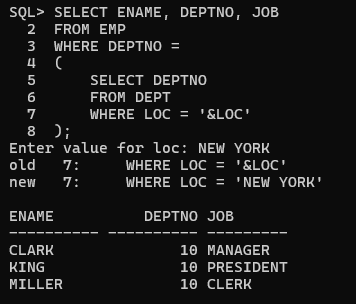 SQL> SELECT ENAME, DEPTNO, JOB
  2  FROM EMP
  3  WHERE DEPTNO =
  4  (
  5      SELECT DEPTNO
  6      FROM DEPT
  7      WHERE LOC = '&LOC'
  8  );
Enter value for loc: NEW YORK
old   7:     WHERE LOC = '&LOC'
new   7:     WHERE LOC = 'NEW YORK'

ENAME          DEPTNO JOB
---------- ---------- ---------
CLARK              10 MANAGER
KING               10 PRESIDENT
MILLER             10 CLERK